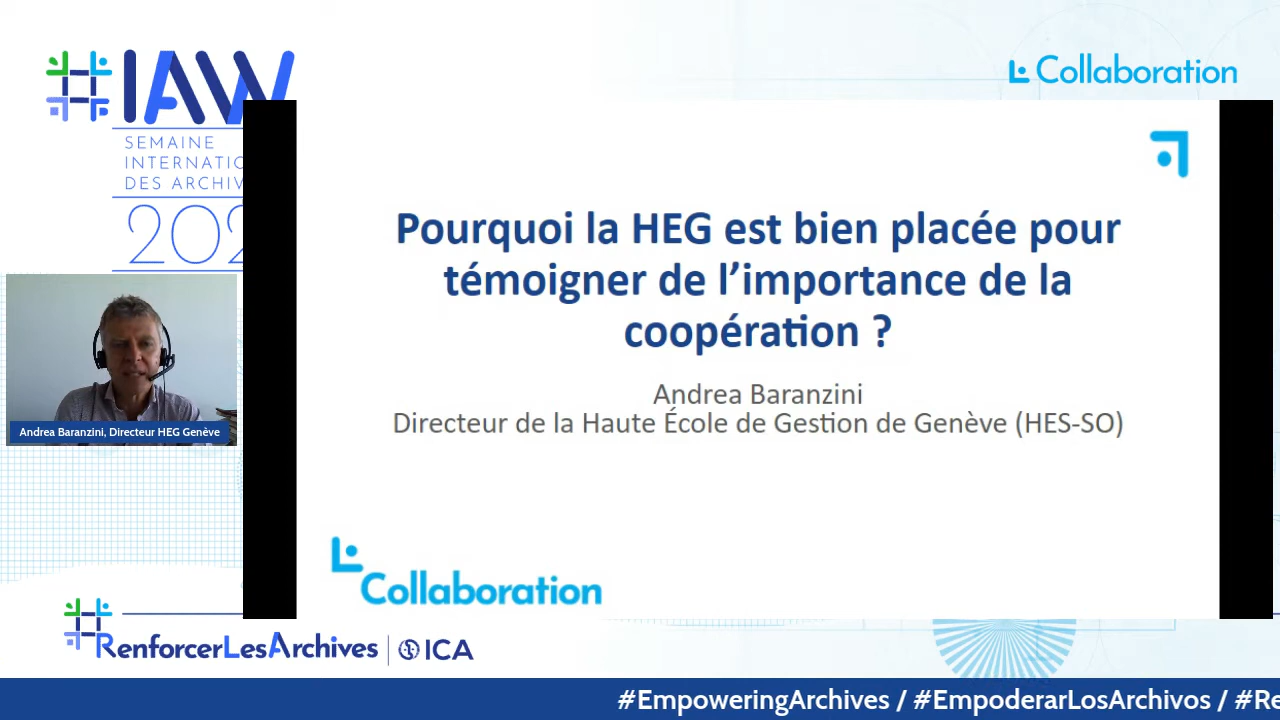 #IAW
Collaboration
SEMAINE
INTERNATIO
DES ARCHIV
202
Pourquoi la HEG est bien placée pour
témoigner de l’importance de la
coopération ?
Andrea Baranzini
Directeur de la Haute École de Gestion de Genève (HES-SO)
Andrea Baranzini, Directeur HEG Genève
Collaboration
#RenforcerLesArchives | ICA
#EmpoweringArchives / #EmpoderarLosArchivos / #Re